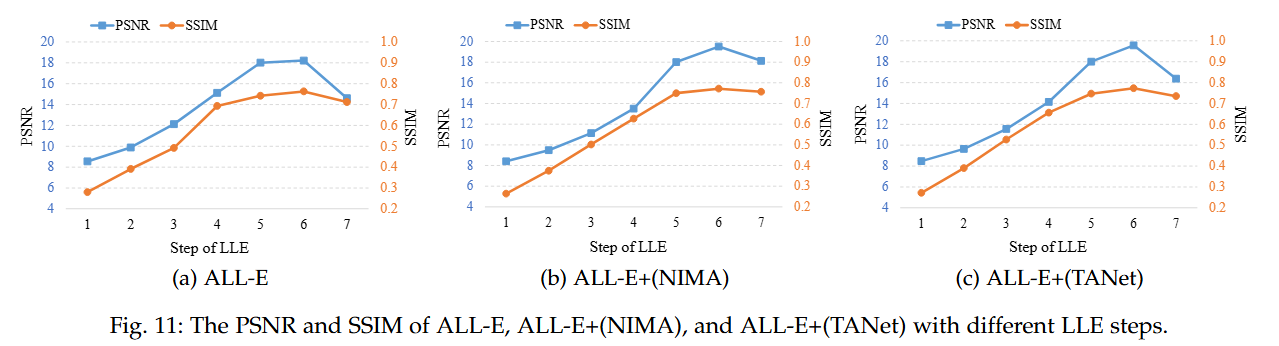 PSNR SSIM
20 1.0
18 0.9
16 0.8
14 0.7
12 0.6
10 0.5
8 0.4
6 0.3
4 0.2
PSNR
SSIM
1 2 3 4 5 6 7
Step of LLE
(a) ALL-E
PSNR SSIM
20 1.0
18 0.9
16 0.8
14 0.7
12 0.6
10 0.5
8 0.4
6 0.3
4 0.2
PSNR
SSIM
1 2 3 4 5 6 7
Step of LLE
(b) ALL-E+(NIMA)
PSNR SSIM
20 1.0
18 0.9
16 0.8
14 0.7
12 0.6
10 0.5
8 0.4
6 0.3
4 0.2
PSNR
SSIM
1 2 3 4 5 6 7
Step of LLE
(c) ALL-E+(TANet)
Fig. 11: The PSNR and SSIM of ALL-E, ALL-E+(NIMA), and ALL-E+(TANet) with different LLE steps.